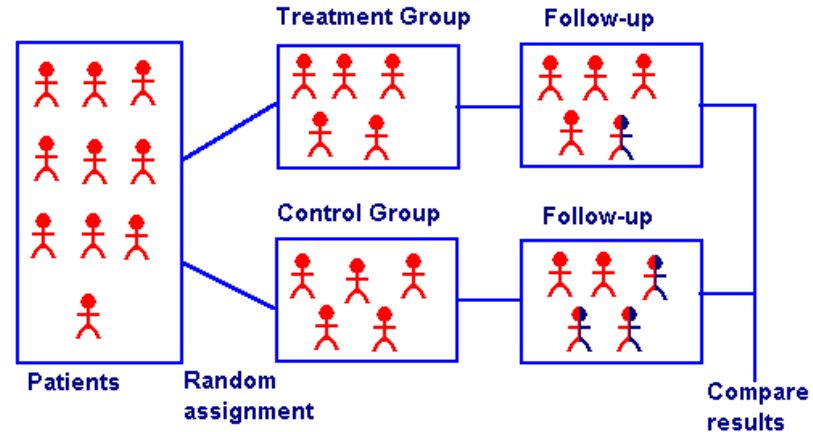 Treatment Group
Follow-up
Control Group
Follow-up
Patients
Random
assignment
Compare
results